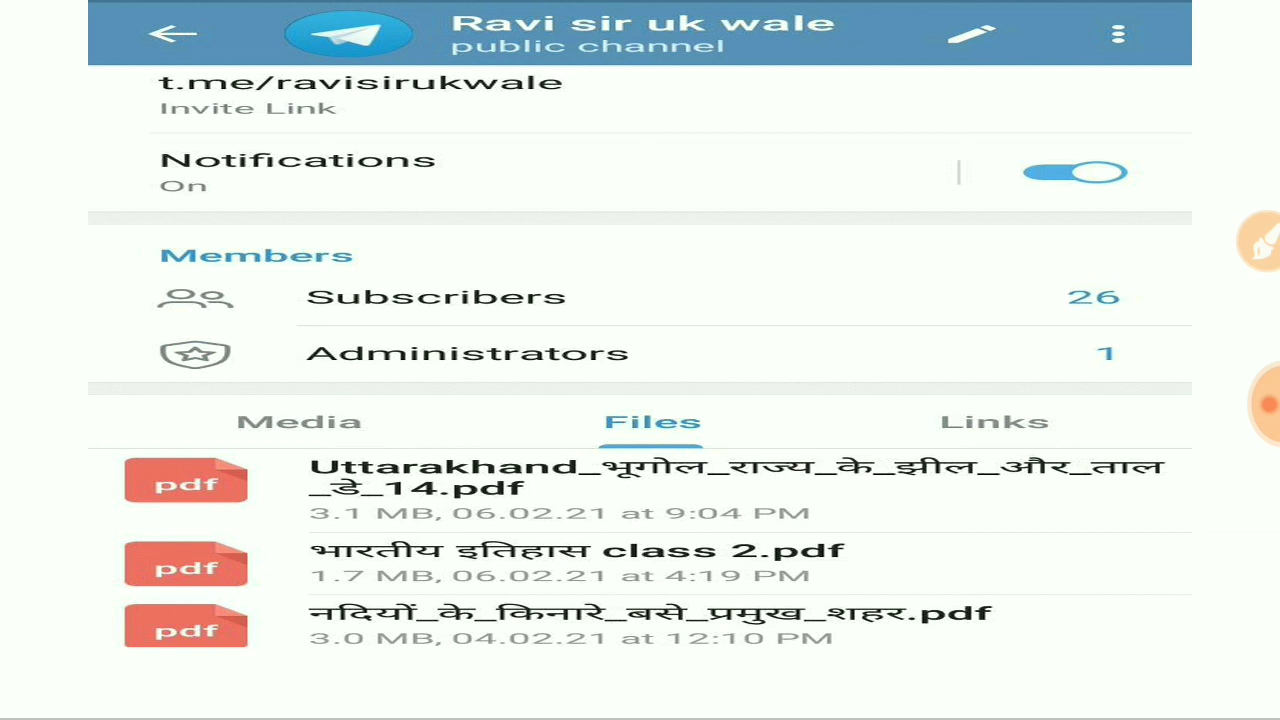 Ravi sir uk wale
public channel
t.me/ravisirukwale
Invite Link
Notifications
On
Members
Subscribers 26
Administrators 1
Media Files Links
pdf Uttarakhand_भूगोल_राज्य_के_झील_और_ताल
_डे_14.pdf
3.1 MB, 06.02.21 at 9:04 PM
pdf भारतीय इतिहास class 2.pdf
1.7 MB, 06.02.21 at 4:19 PM
pdf नदियों_के_किनारे_बसे_प्रमुख_शहर.pdf
3.0 MB, 04.02.21 at 12:10 PM